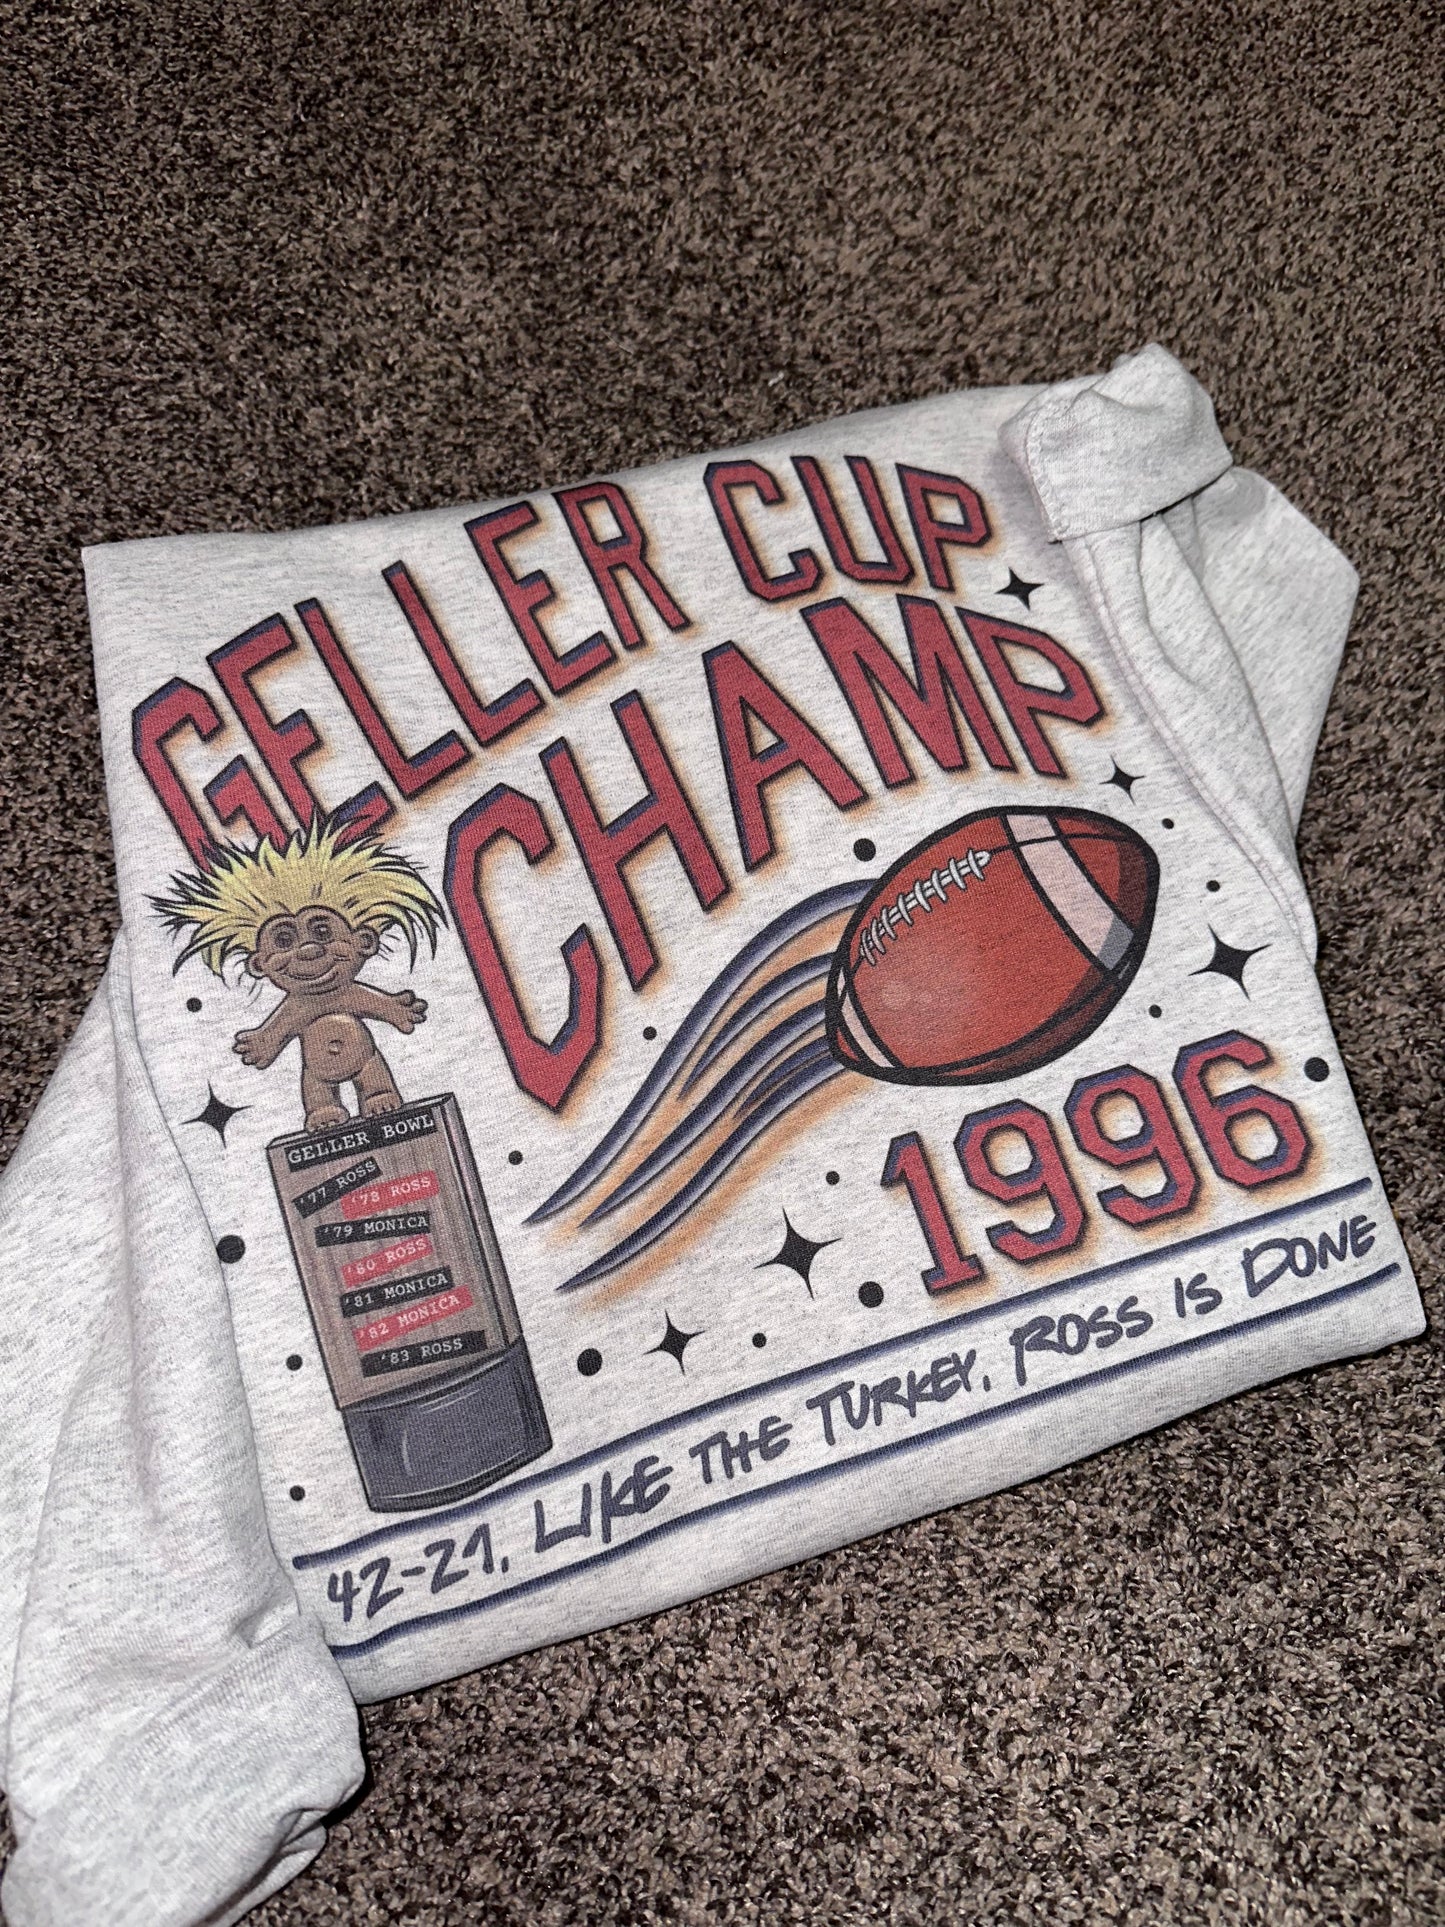 GELLER CUP
CHAMP
1996
GELLER BOWL
'77 ROSS
'78 ROSS
'79 MONICA
'80 ROSS
'81 MONICA
'82 MONICA
'83 ROSS
42-21, LIKE THE TURKEY, ROSS IS DONE